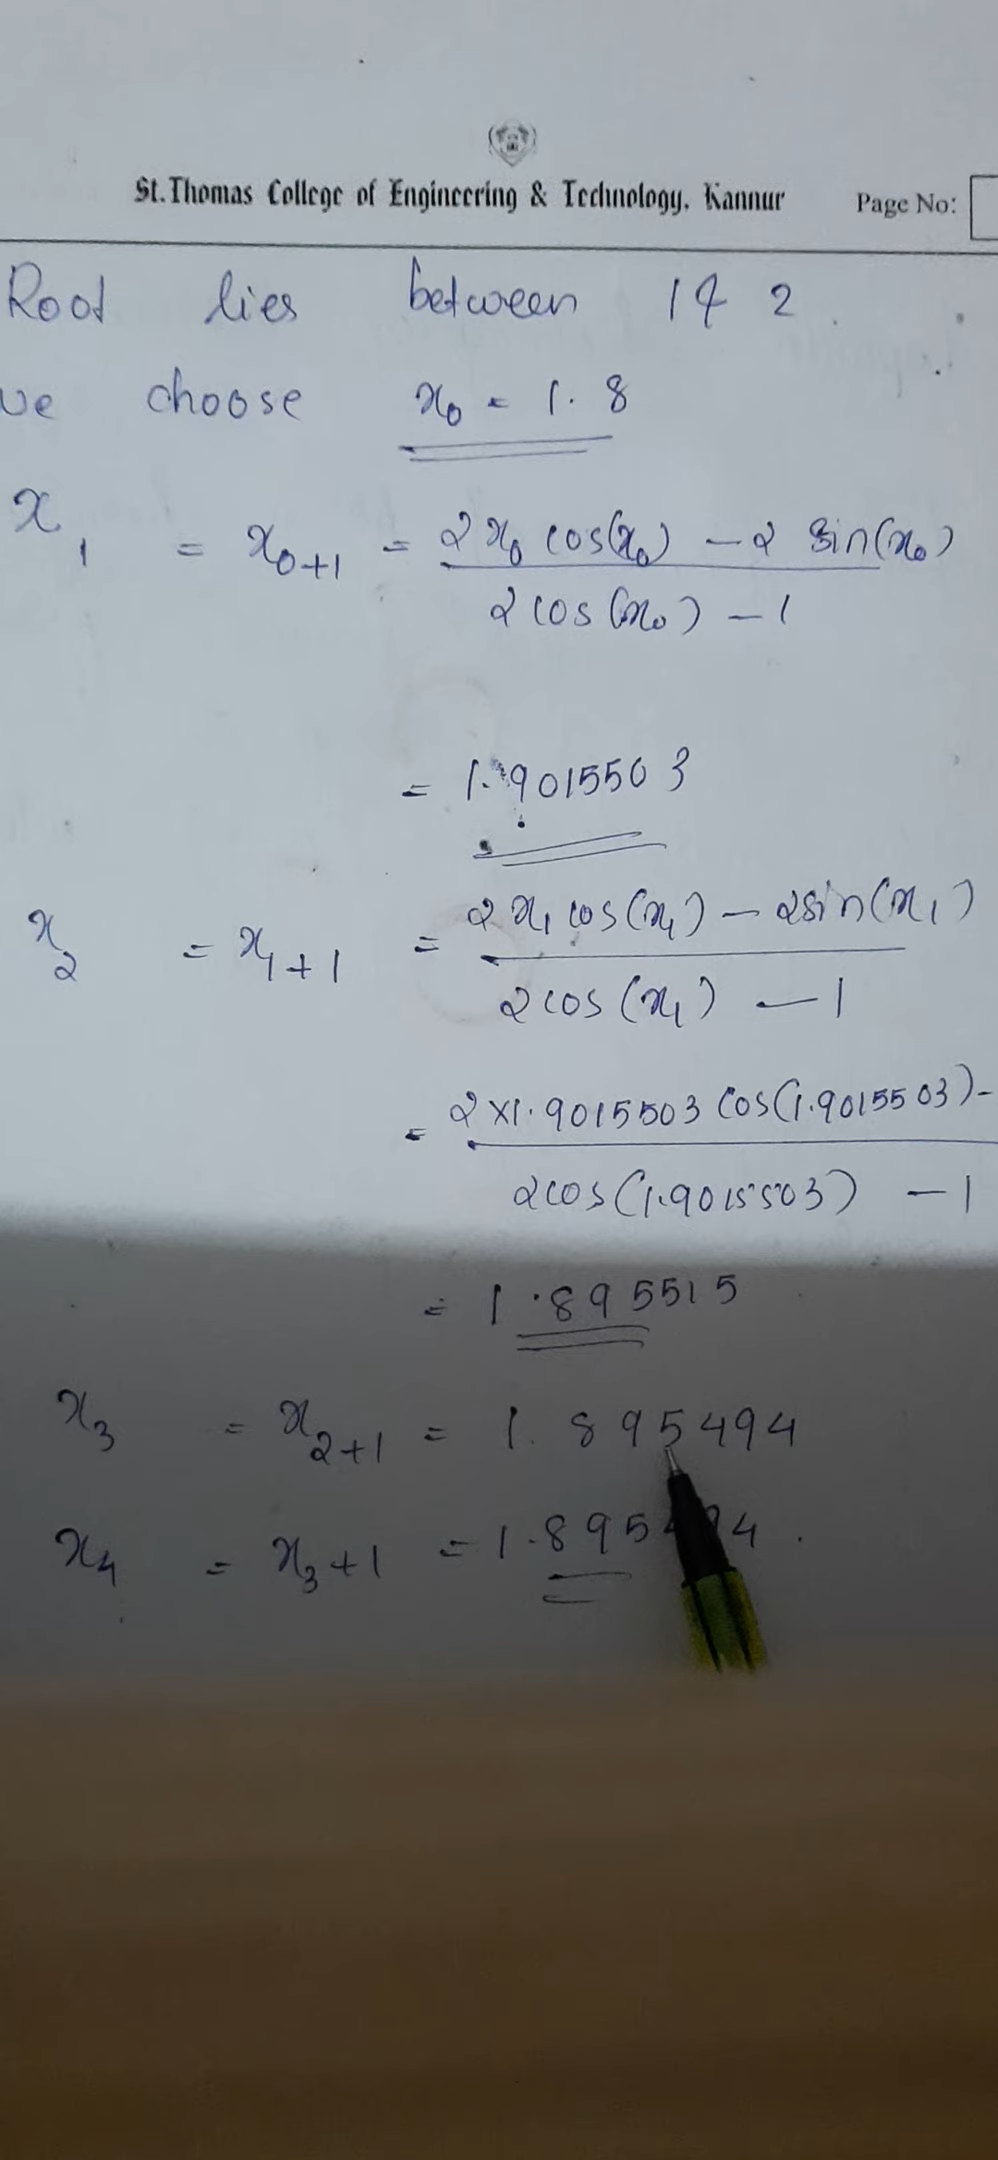 St. Thomas College of Engineering & Technology, Kannur Page No:
Root lies between 1 & 2.
we choose x₀ = 1.8
x₁ = x₀₊₁ = (2x₀ cos(x₀) - 2 sin(x₀)) / (2 cos(x₀) - 1)
= 1.9015503
x₂ = x₁₊₁ = (2x₁ cos(x₁) - 2 sin(x₁)) / (2 cos(x₁) - 1)
= 2×1.9015503 cos(1.9015503) - / 2cos(1.9015503) - 1
= 1.895515
x₃ = x₂₊₁ = 1.895494
x₄ = x₃₊₁ = 1.895